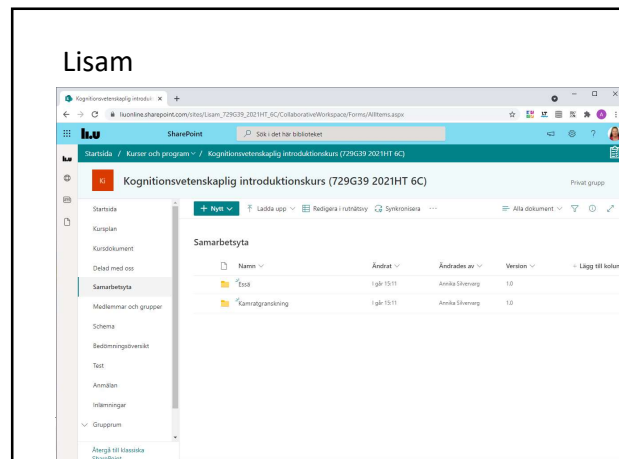 Lisam
Kognitionsvetenskaplig introduk
liuonline.sharepoint.com/sites/Lisam_729G39_2021HT_6C/CollaborativeWorkspace/Forms/AllItems.aspx
li.u SharePoint Sök i det här biblioteket
Startsida / Kurser och program / Kognitionsvetenskaplig introduktionskurs (729G39 2021HT 6C)
Ki Kognitionsvetenskaplig introduktionskurs (729G39 2021HT 6C) Privat grupp
Startsida
Kursplan
Kursdokument
Delad med oss
Samarbetsyta
Medlemmar och grupper
Schema
Bedömningsöversikt
Test
Anmälan
Inlämningar
Grupprum
Återgå till klassiska
SharePoint
+ Nytt Ladda upp Redigera i rutnätsvy Synkronisera ... Alla dokument
Samarbetsyta
Namn Ändrat Ändrades av Version + Lägg till kolun
Essä I går 15:11 Annika Silvervarg 1.0
Kamratgranskning I går 15:11 Annika Silvervarg 1.0